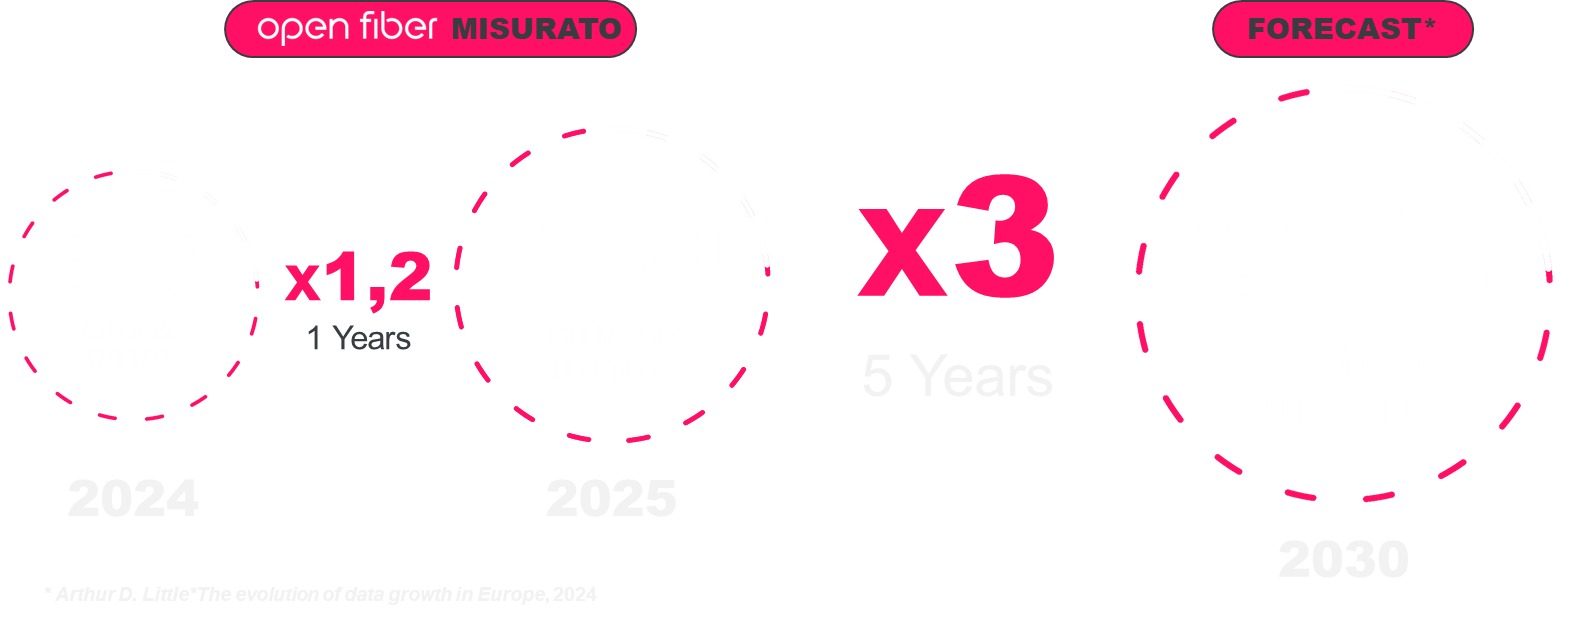 open fiber MISURATO
FORECAST*
x1,2
1 Years
x3
5 Years
2024
2025
2030
* Arthur D. Little*The evolution of data growth in Europe, 2024